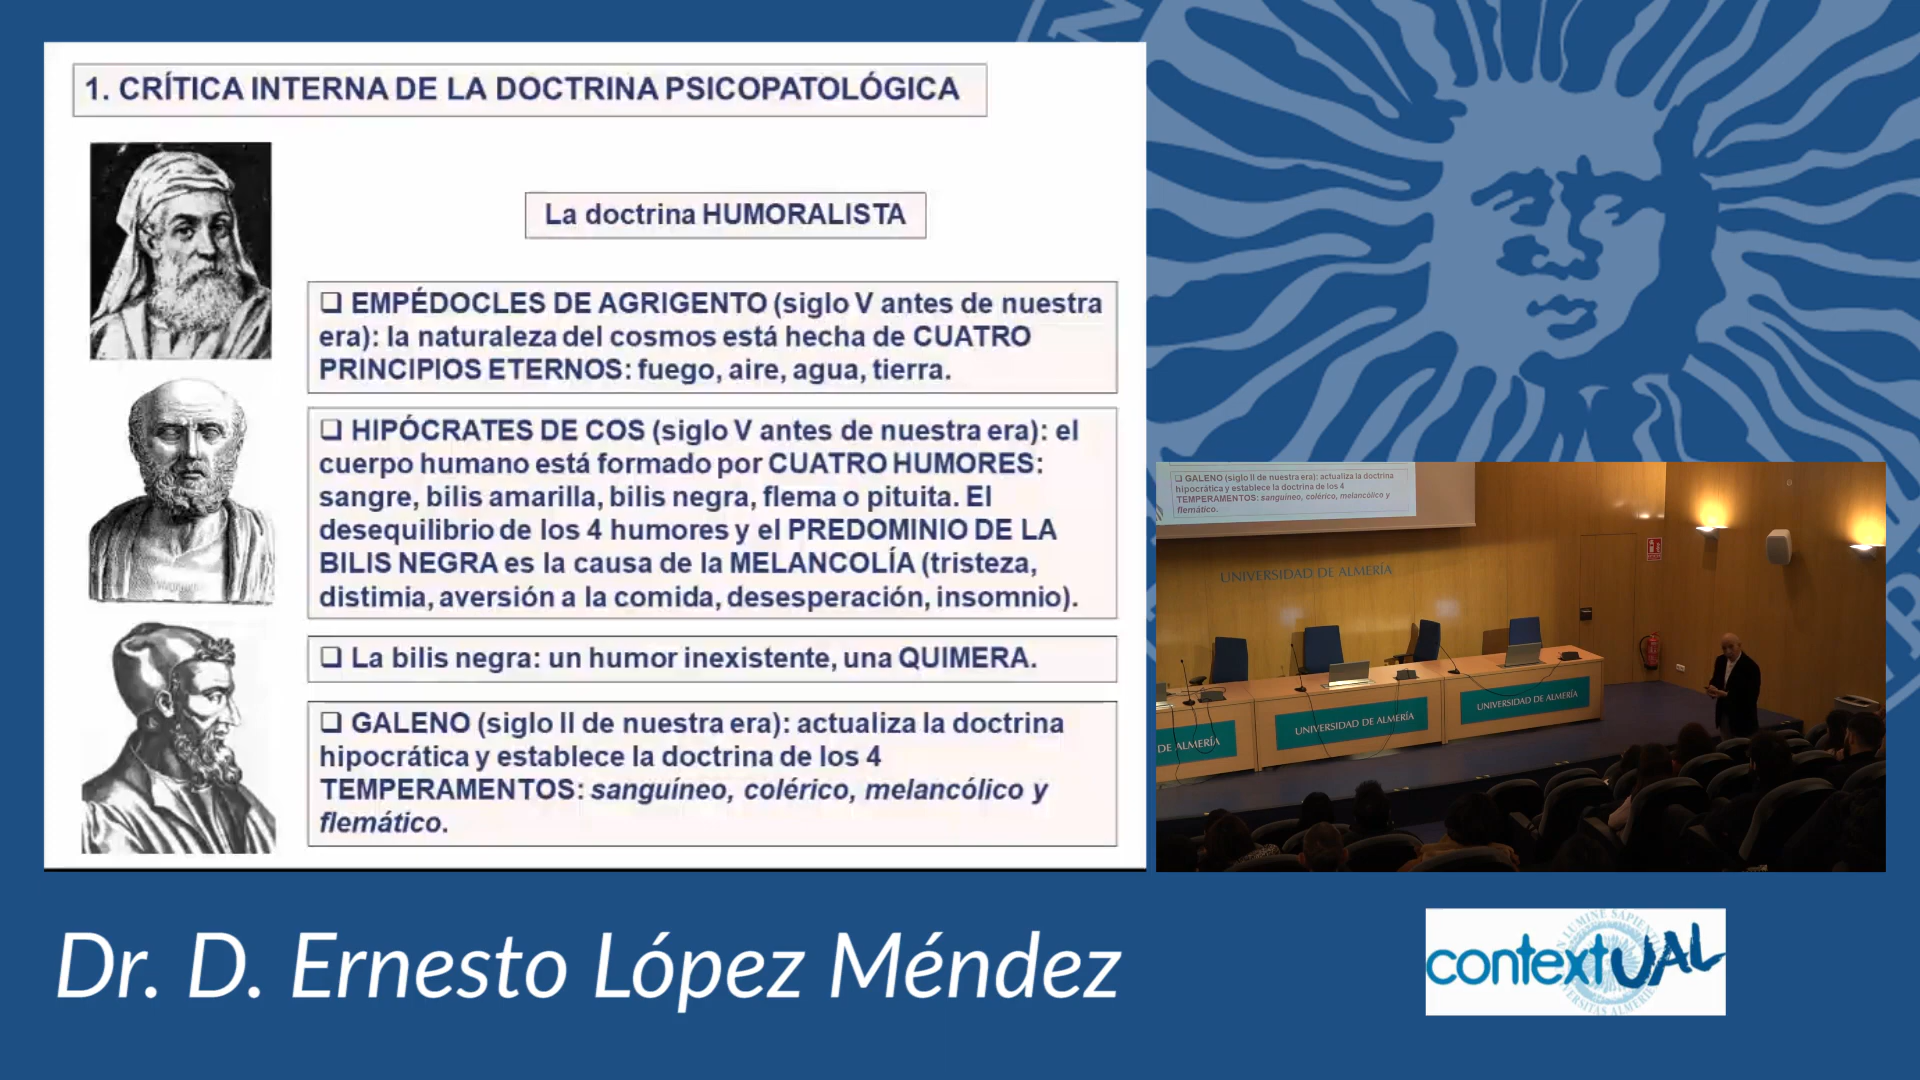 1. CRÍTICA INTERNA DE LA DOCTRINA PSICOPATOLÓGICA
La doctrina HUMORALISTA
❑ EMPÉDOCLES DE AGRIGENTO (siglo V antes de nuestra
era): la naturaleza del cosmos está hecha de CUATRO
PRINCIPIOS ETERNOS: fuego, aire, agua, tierra.
❑ HIPÓCRATES DE COS (siglo V antes de nuestra era): el
cuerpo humano está formado por CUATRO HUMORES:
sangre, bilis amarilla, bilis negra, flema o pituita. El
desequilibrio de los 4 humores y el PREDOMINIO DE LA
BILIS NEGRA es la causa de la MELANCOLÍA (tristeza,
distimia, aversión a la comida, desesperación, insomnio).
❑ La bilis negra: un humor inexistente, una QUIMERA.
❑ GALENO (siglo II de nuestra era): actualiza la doctrina
hipocrática y establece la doctrina de los 4
TEMPERAMENTOS: sanguíneo, colérico, melancólico y
flemático.
❑ GALENO (siglo II de nuestra era): actualiza la doctrina
hipocrática y establece la doctrina de los 4
TEMPERAMENTOS: sanguíneo, colérico, melancólico y
flemático.
UNIVERSIDAD DE ALMERÍA
DE ALMERÍA
UNIVERSIDAD DE ALMERÍA
UNIVERSIDAD DE ALMERÍA
Dr. D. Ernesto López Méndez
contextUAL